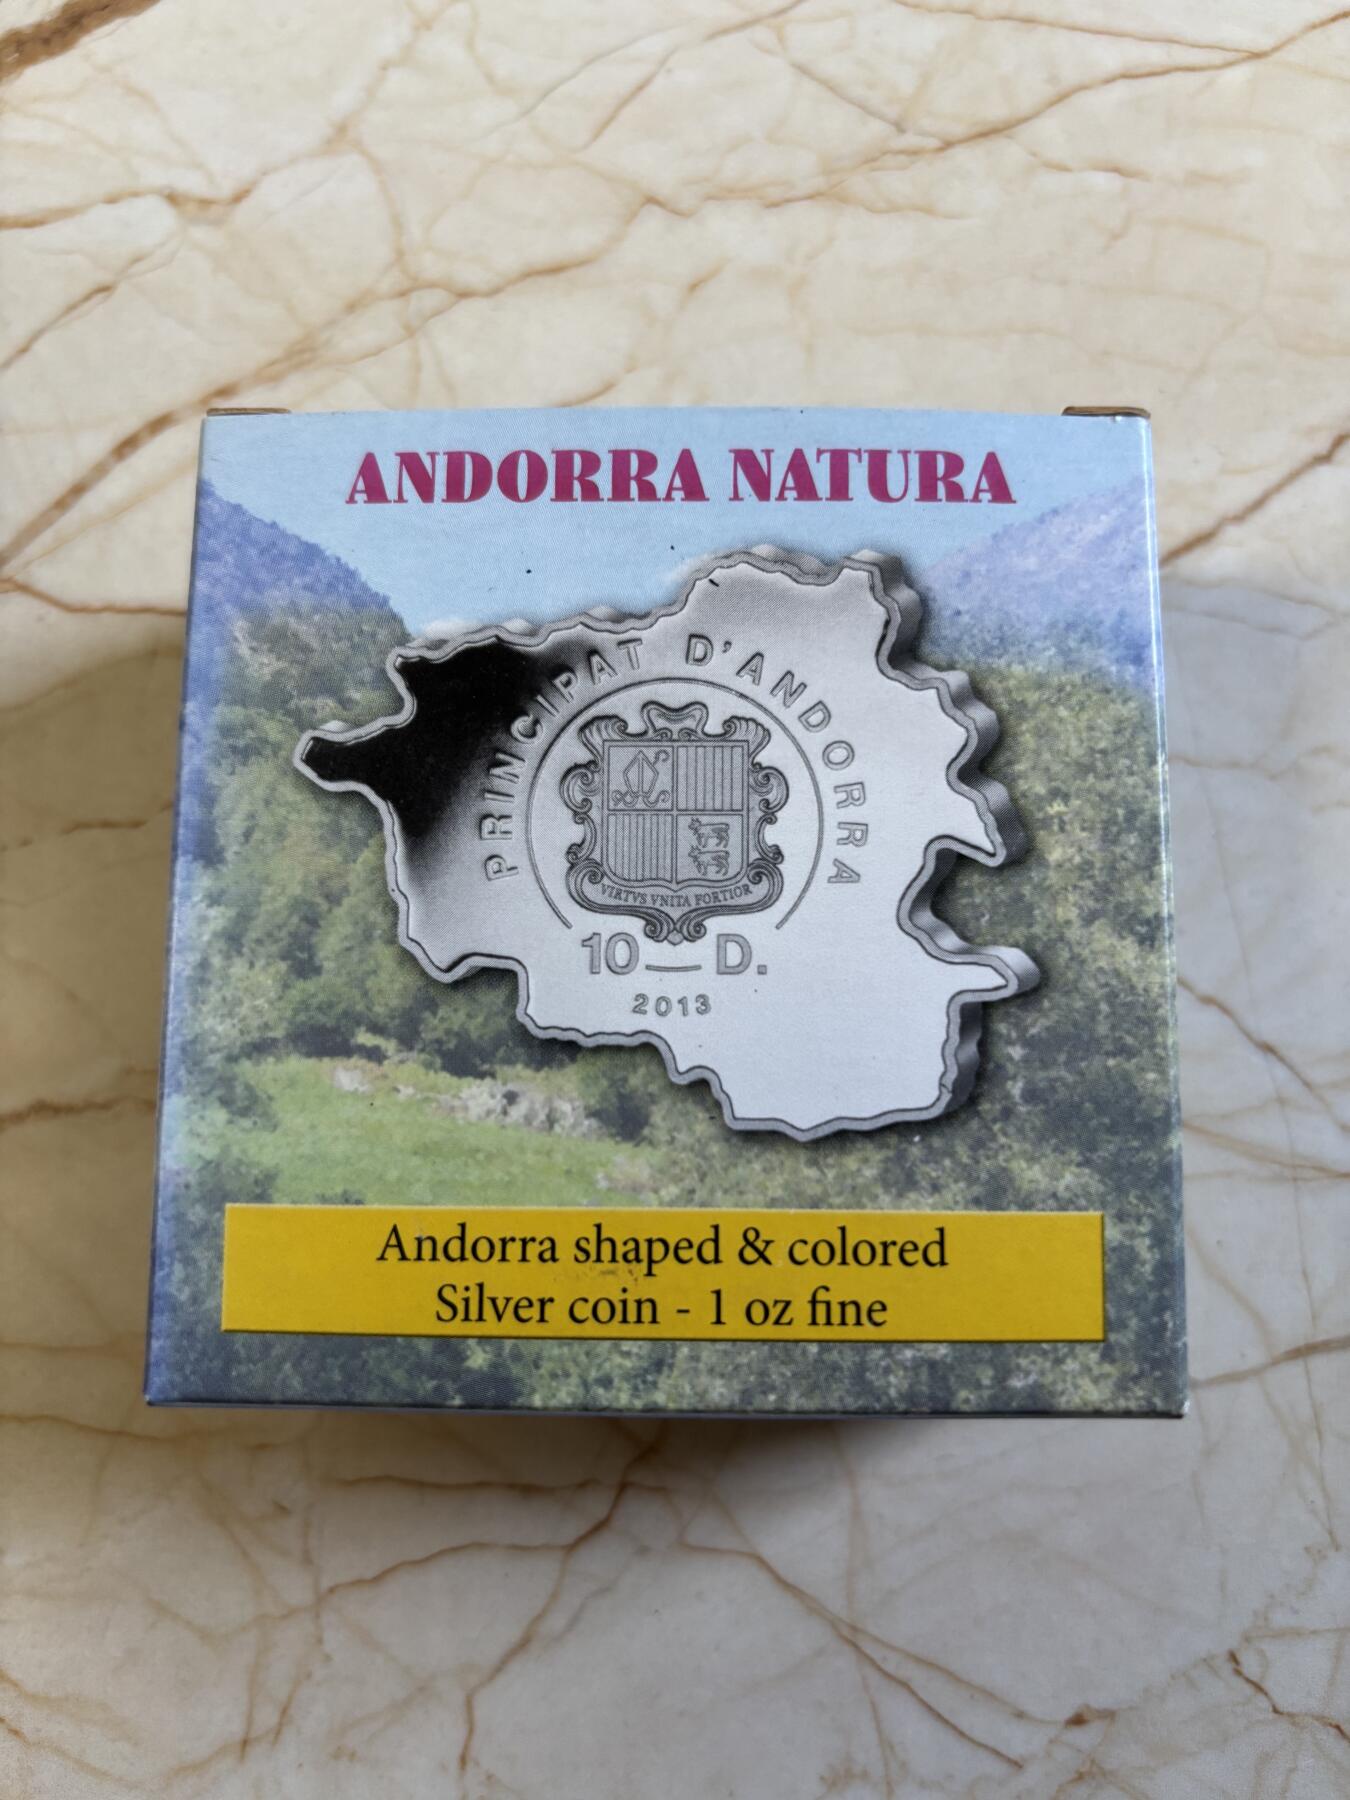 ANDORRA NATURA
PRINCIPAT D'ANDORRA
VIRTVS VNITA FORTIOR
10 D.
2013
Andorra shaped & colored
Silver coin - 1 oz fine